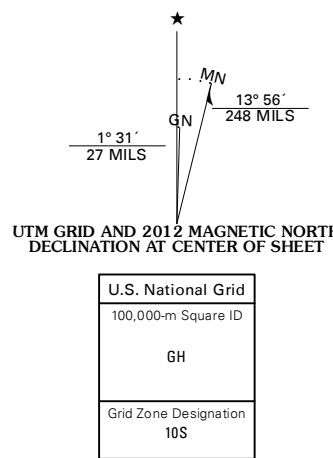 MN
GN
13° 56´
248 MILS
1° 31´
27 MILS
UTM GRID AND 2012 MAGNETIC NORTH
DECLINATION AT CENTER OF SHEET
U.S. National Grid
100,000-m Square ID
GH
Grid Zone Designation
10S